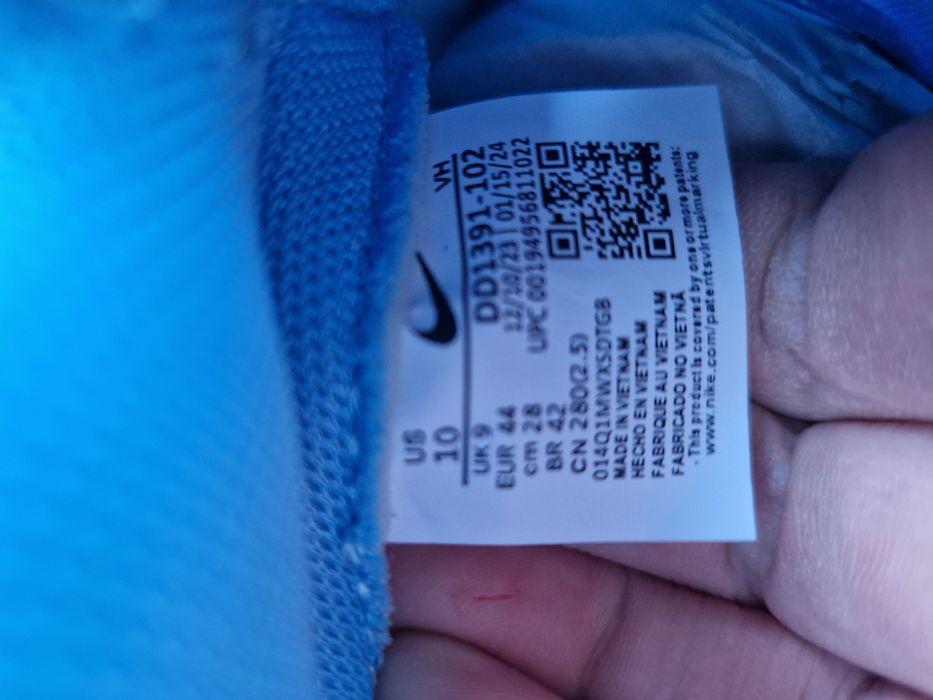 VH
US
10
DD1391-102
UK 9
12/10/23 | 01/15/24
EUR 44
UPC 00194956811022
cm 28
BR 42
CN 280(2.5)
014Q1MWX5DTGB
MADE IN VIETNAM
HECHO EN VIETNAM
FABRIQUE AU VIETNAM
FABRICADO NO VIETNÃ
· This product is covered by one or more patents:
www.nike.com/patentsvirtualmarking